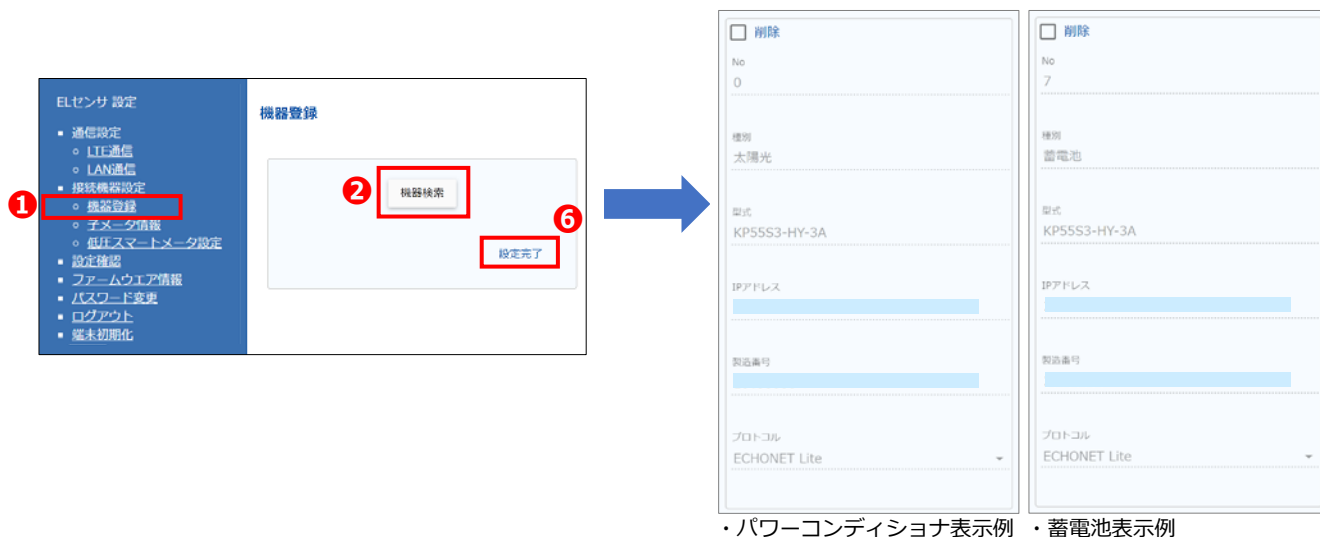 ELセンサ 設定
▪ 通信設定
○ LTE通信
○ LAN通信
▪ 接続機器設定
❶ ○ 機器登録
○ 子メータ情報
○ 低圧スマートメータ設定
▪ 設定確認
▪ ファームウエア情報
▪ パスワード変更
▪ ログアウト
▪ 端末初期化
機器登録
❷ 機器検索
❻
設定完了
削除
No
0
種別
太陽光
型式
KP55S3-HY-3A
IPアドレス
製造番号
プロトコル
ECHONET Lite
・パワーコンディショナ表示例
削除
No
7
種別
蓄電池
型式
KP55S3-HY-3A
IPアドレス
製造番号
プロトコル
ECHONET Lite
・蓄電池表示例